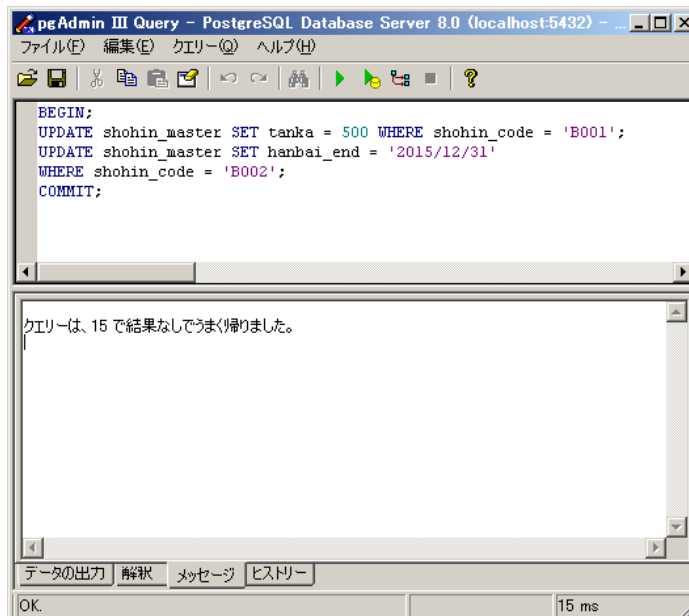 pgAdmin III Query - PostgreSQL Database Server 8.0 (localhost:5432) - ...
ファイル(F) 編集(E) クエリー(Q) ヘルプ(H)
BEGIN;
UPDATE shohin_master SET tanka = 500 WHERE shohin_code = 'B001';
UPDATE shohin_master SET hanbai_end = '2015/12/31'
WHERE shohin_code = 'B002';
COMMIT;
クエリーは、15 で結果なしでうまく帰りました。
データの出力 解釈 メッセージ ヒストリー
OK. 15 ms